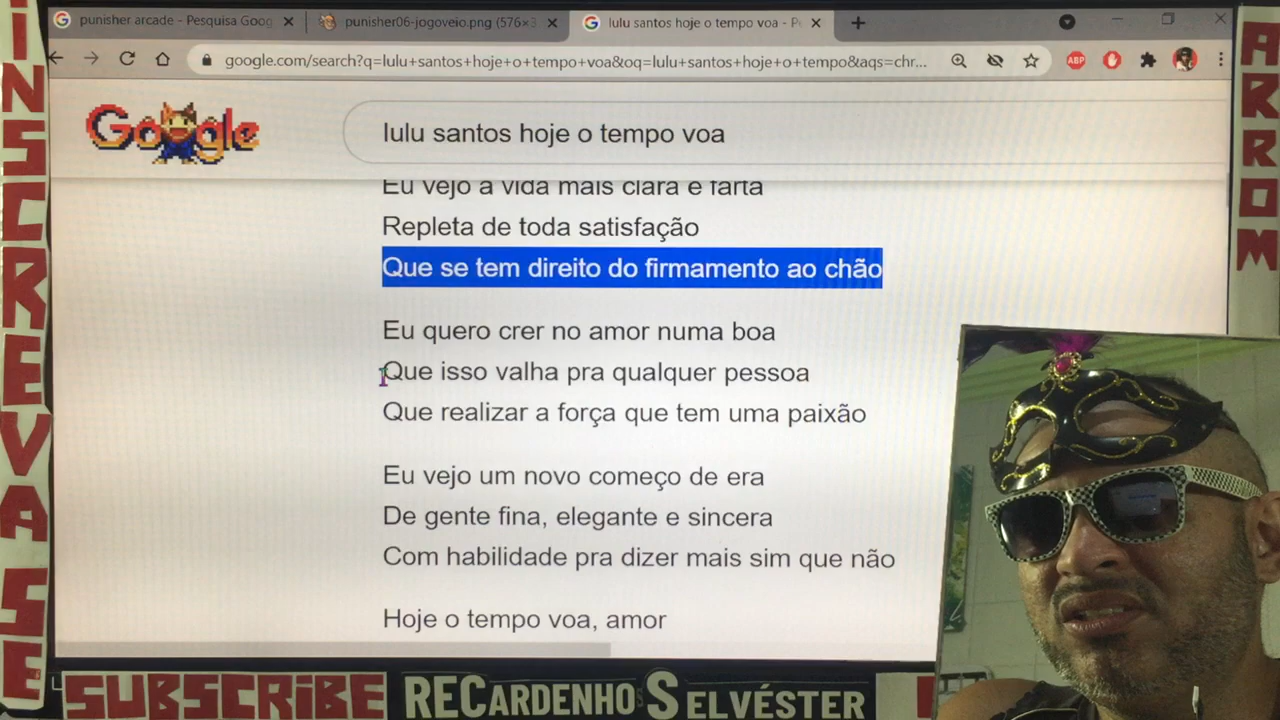 punisher arcade - Pesquisa Goog
punisher06-jogoveio.png (576×3
lulu santos hoje o tempo voa - Pe
google.com/search?q=lulu+santos+hoje+o+tempo+voa&oq=lulu+santos+hoje+o+tempo&aqs=chr...
ABP
Google
lulu santos hoje o tempo voa
Eu vejo a vida mais clara e farta
Repleta de toda satisfação
Que se tem direito do firmamento ao chão
Eu quero crer no amor numa boa
Que isso valha pra qualquer pessoa
Que realizar a força que tem uma paixão
Eu vejo um novo começo de era
De gente fina, elegante e sincera
Com habilidade pra dizer mais sim que não
Hoje o tempo voa, amor
INSCREVA SE
ARROM
SUBSCRIBE
RECARDENHO SELVÉSTER